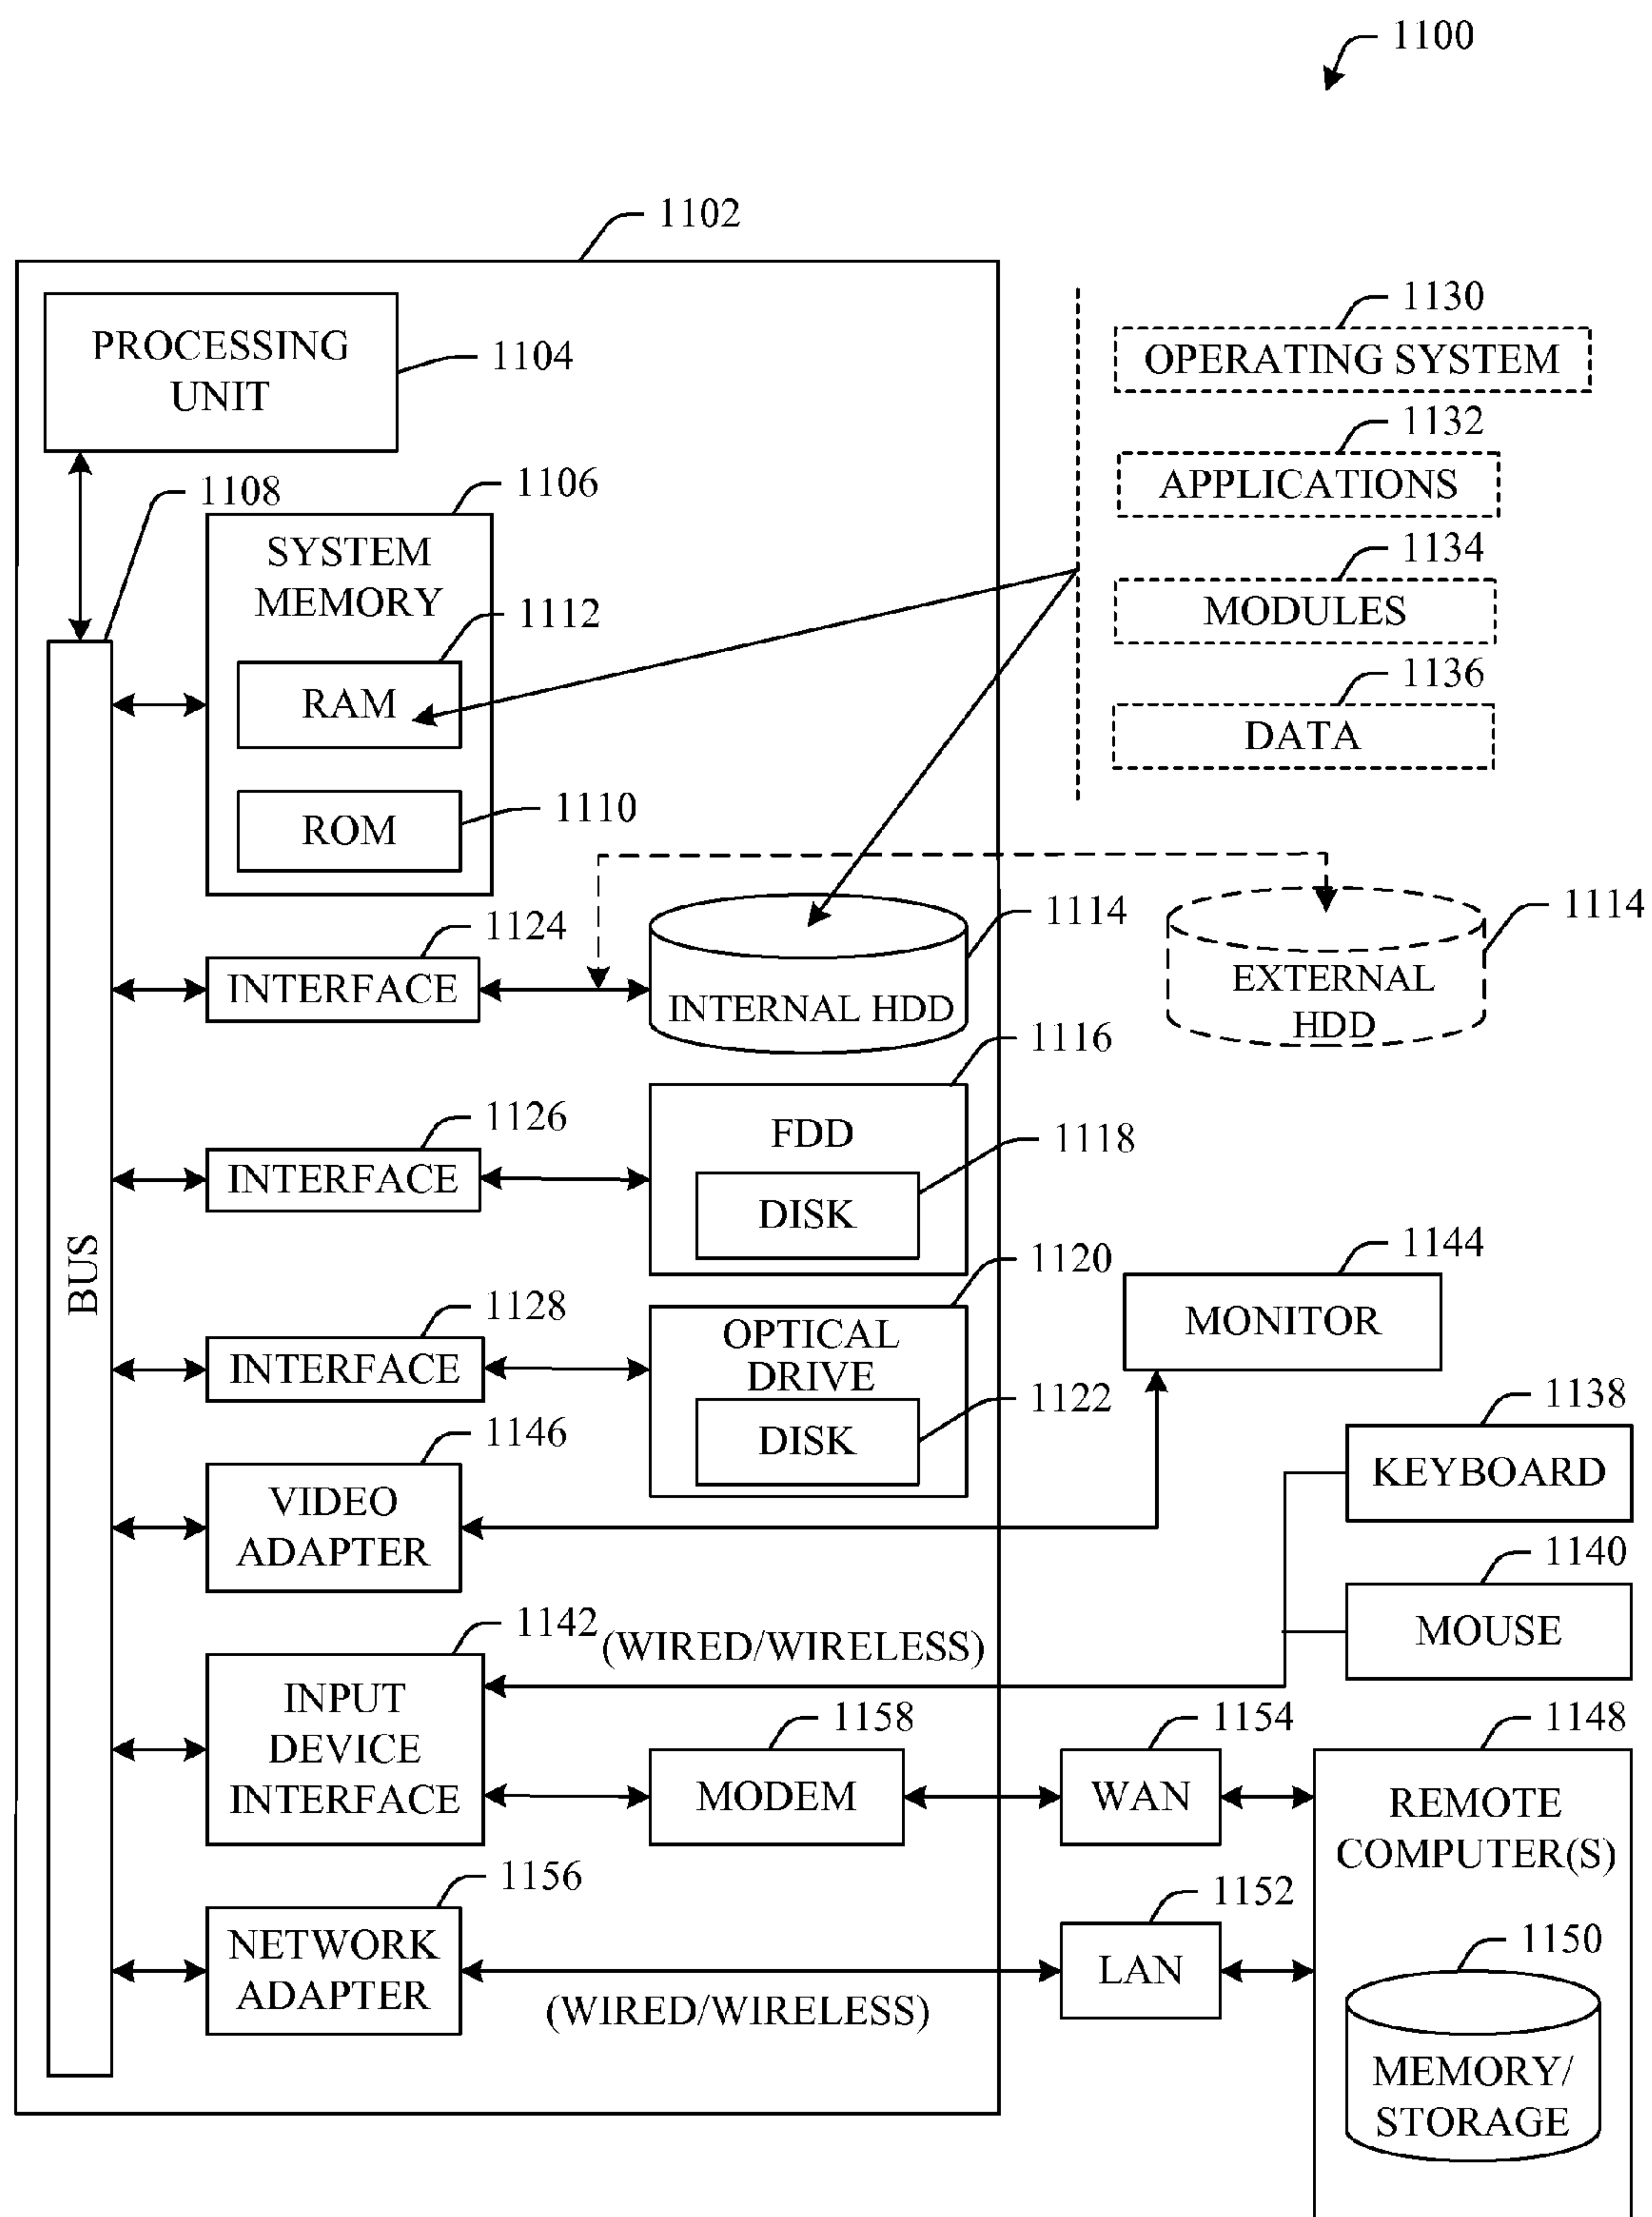 1100
1102
PROCESSING
UNIT
1104
1130
OPERATING SYSTEM
1132
APPLICATIONS
1134
MODULES
1136
DATA
1108
1106
SYSTEM
MEMORY
1112
RAM
1110
ROM
BUS
1124
INTERFACE
1114
INTERNAL HDD
1114
EXTERNAL
HDD
1126
INTERFACE
1116
FDD
1118
DISK
1128
INTERFACE
1120
OPTICAL
DRIVE
1122
DISK
1144
MONITOR
1146
VIDEO
ADAPTER
1138
KEYBOARD
1140
MOUSE
1142
(WIRED/WIRELESS)
INPUT
DEVICE
INTERFACE
1158
MODEM
1154
WAN
1148
REMOTE
COMPUTER(S)
1156
NETWORK
ADAPTER
(WIRED/WIRELESS)
1152
LAN
1150
MEMORY/
STORAGE